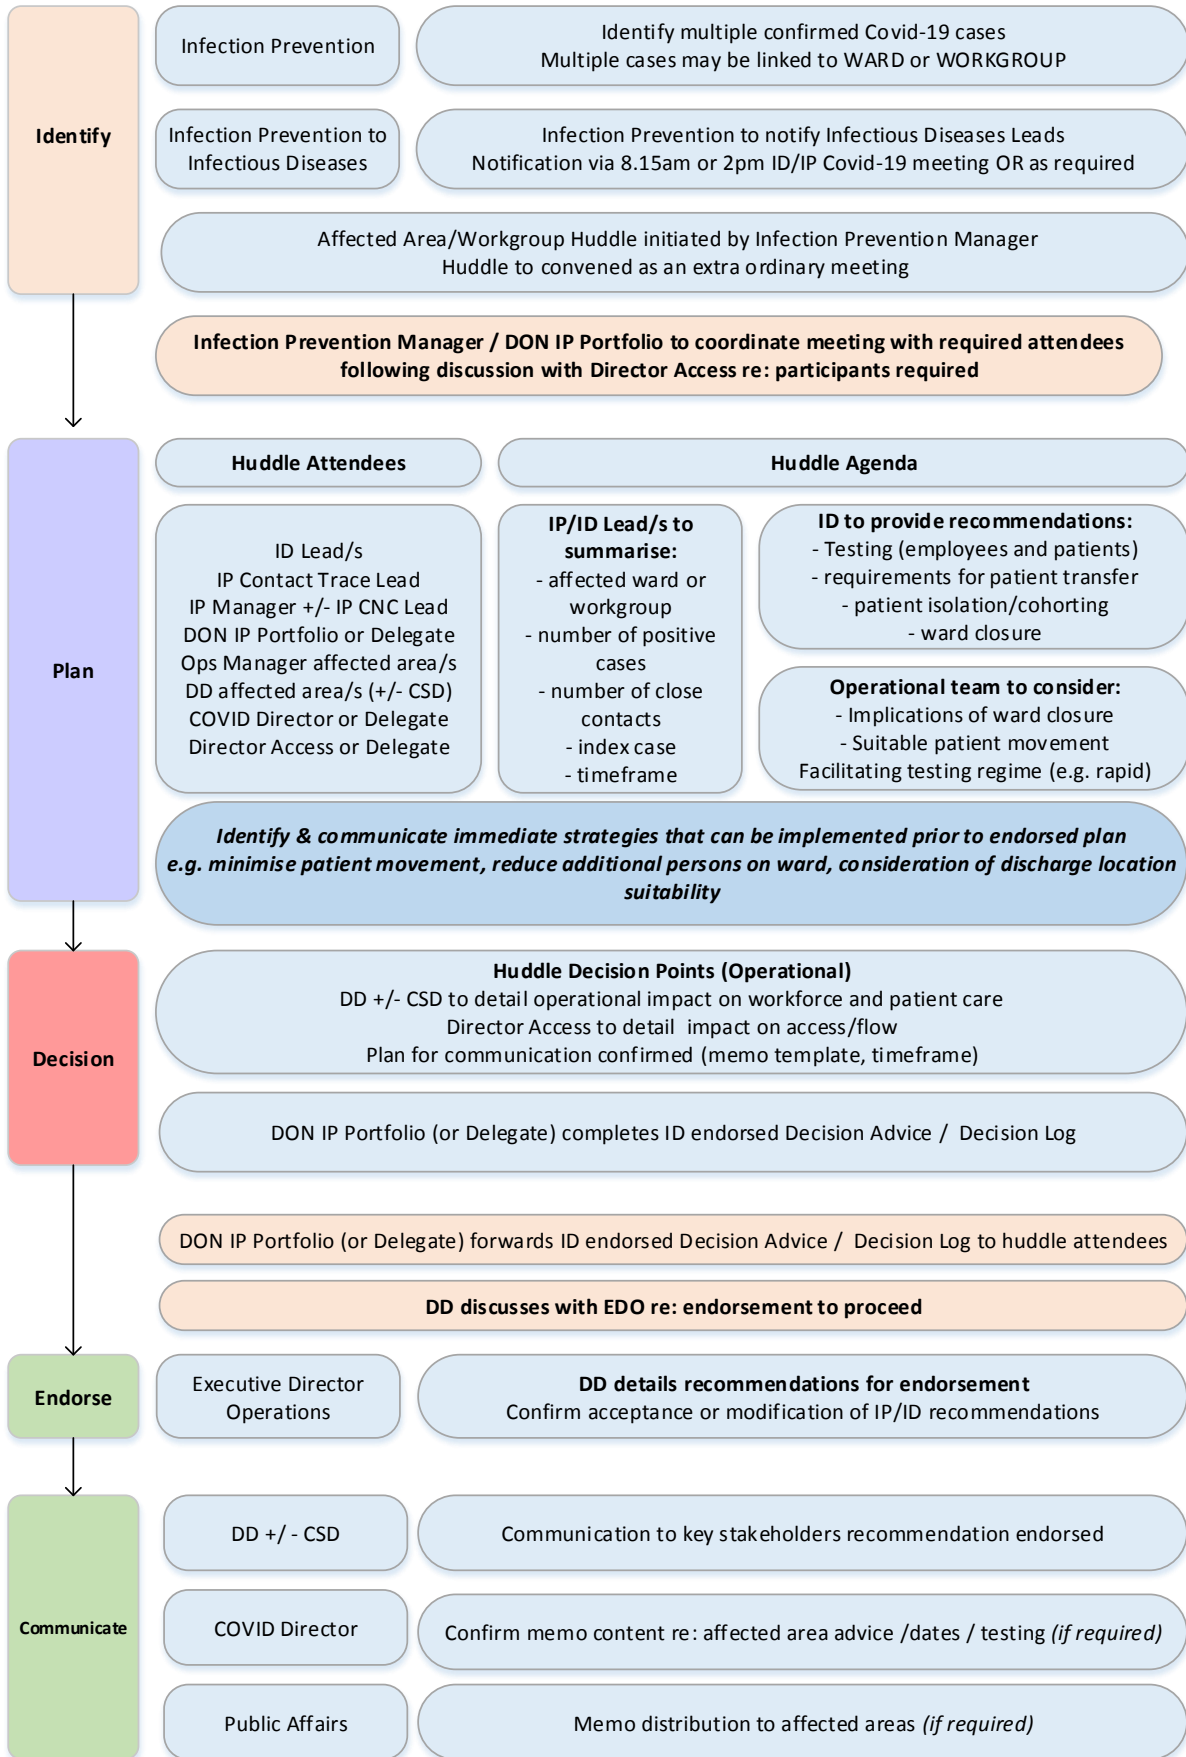 Identify
Infection Prevention
Identify multiple confirmed Covid-19 cases
Multiple cases may be linked to WARD or WORKGROUP
Infection Prevention to
Infectious Diseases
Infection Prevention to notify Infectious Diseases Leads
Notification via 8.15am or 2pm ID/IP Covid-19 meeting OR as required
Affected Area/Workgroup Huddle initiated by Infection Prevention Manager
Huddle to convened as an extra ordinary meeting
Infection Prevention Manager / DON IP Portfolio to coordinate meeting with required attendees
following discussion with Director Access re: participants required
Plan
Huddle Attendees
Huddle Agenda
ID Lead/s
IP Contact Trace Lead
IP Manager +/- IP CNC Lead
DON IP Portfolio or Delegate
Ops Manager affected area/s
DD affected area/s (+/- CSD)
COVID Director or Delegate
Director Access or Delegate
IP/ID Lead/s to
summarise:
- affected ward or
workgroup
- number of positive
cases
- number of close
contacts
- index case
- timeframe
ID to provide recommendations:
- Testing (employees and patients)
- requirements for patient transfer
- patient isolation/cohorting
- ward closure
Operational team to consider:
- Implications of ward closure
- Suitable patient movement
Facilitating testing regime (e.g. rapid)
Identify & communicate immediate strategies that can be implemented prior to endorsed plan
e.g. minimise patient movement, reduce additional persons on ward, consideration of discharge location
suitability
Decision
Huddle Decision Points (Operational)
DD +/- CSD to detail operational impact on workforce and patient care
Director Access to detail impact on access/flow
Plan for communication confirmed (memo template, timeframe)
DON IP Portfolio (or Delegate) completes ID endorsed Decision Advice / Decision Log
DON IP Portfolio (or Delegate) forwards ID endorsed Decision Advice / Decision Log to huddle attendees
DD discusses with EDO re: endorsement to proceed
Endorse
Executive Director
Operations
DD details recommendations for endorsement
Confirm acceptance or modification of IP/ID recommendations
Communicate
DD +/ - CSD
Communication to key stakeholders recommendation endorsed
COVID Director
Confirm memo content re: affected area advice /dates / testing (if required)
Public Affairs
Memo distribution to affected areas (if required)